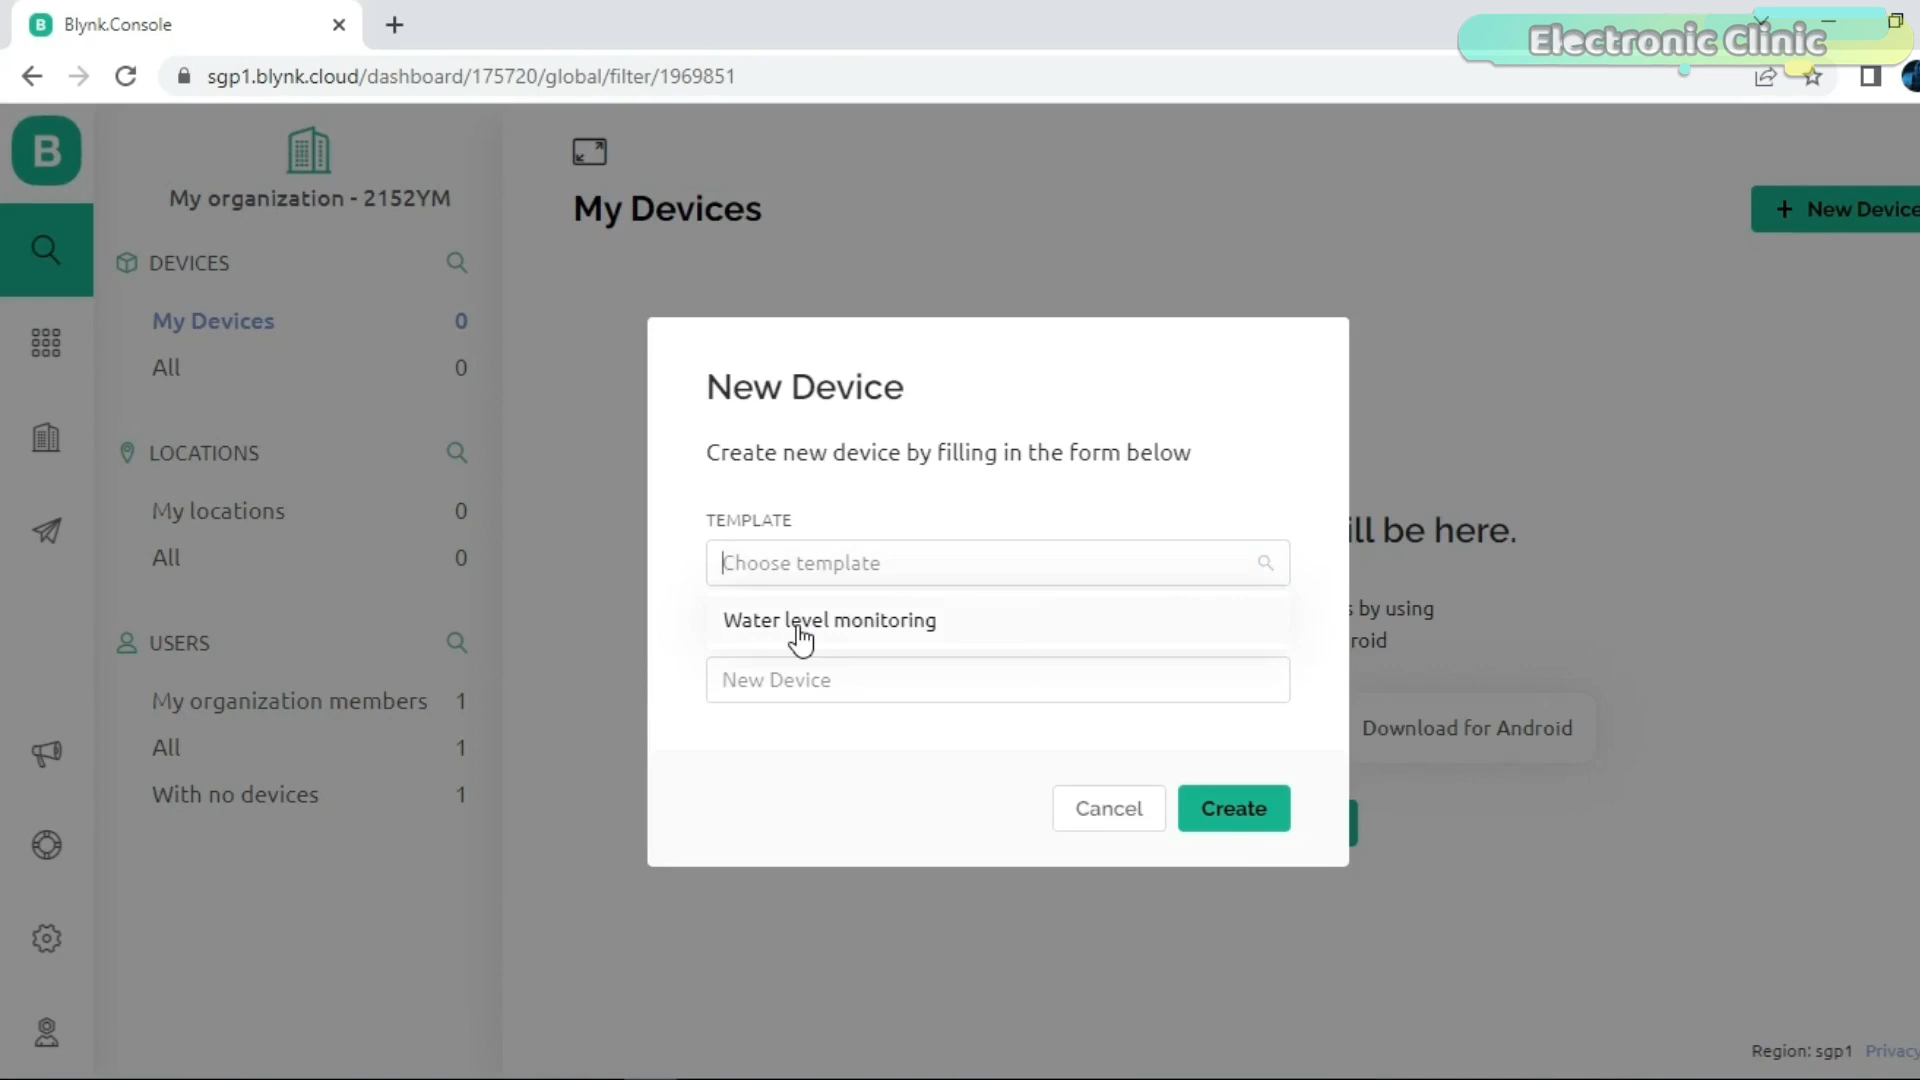 B Blynk.Console
Electronic Clinic
sgp1.blynk.cloud/dashboard/175720/global/filter/1969851
B
My organization - 2152YM
DEVICES
My Devices 0
All 0
LOCATIONS
My locations 0
All 0
USERS
My organization members 1
All 1
With no devices 1
My Devices
+ New Device
New Device
Create new device by filling in the form below
TEMPLATE
Choose template
Water level monitoring
New Device
Cancel
Create
ill be here.
s by using
roid
Download for Android
Region: sgp1 Privacy